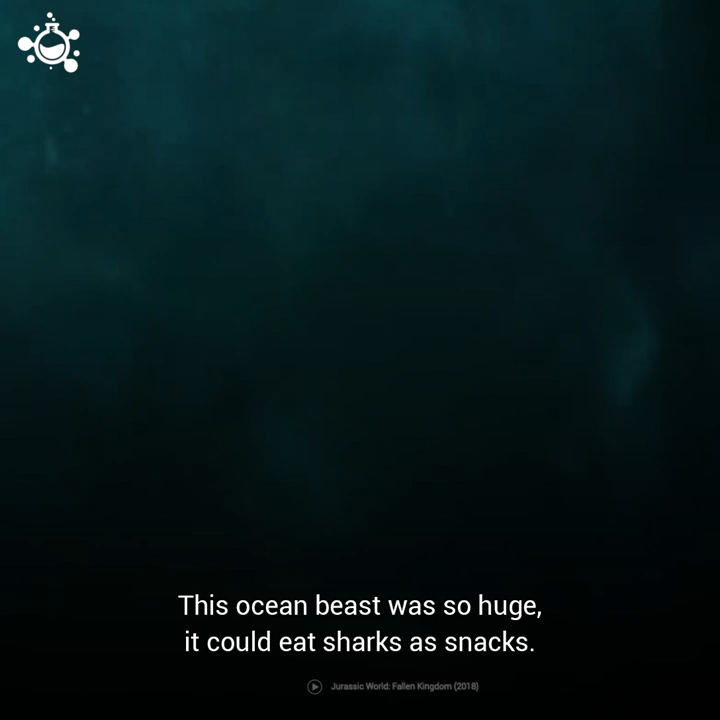 This ocean beast was so huge,
it could eat sharks as snacks.
Jurassic World: Fallen Kingdom (2018)